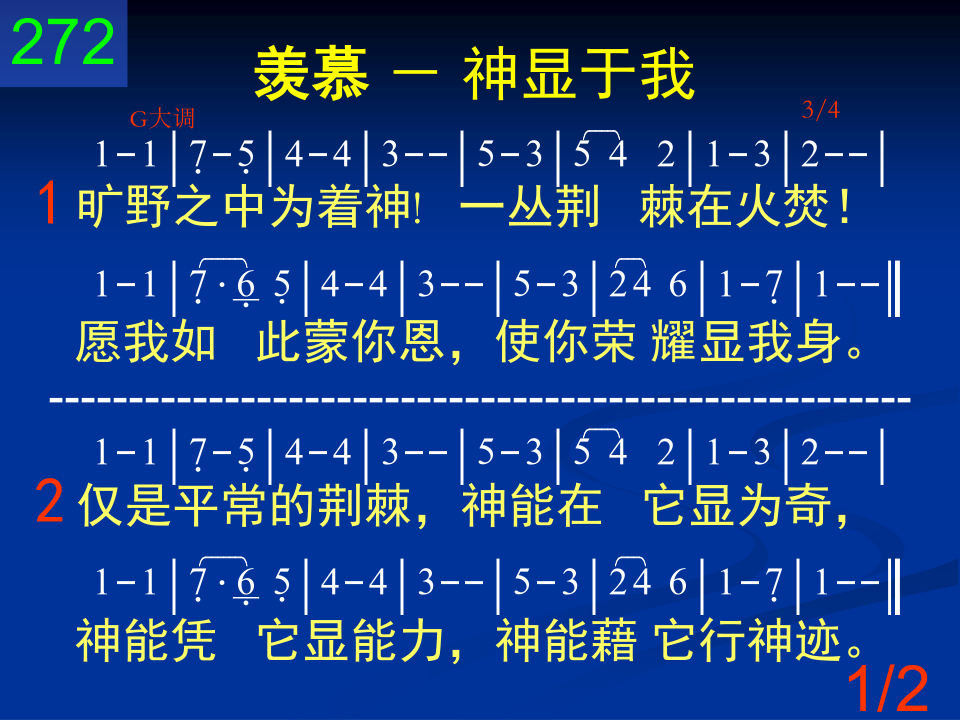 272
羡慕 － 神显于我
G大调 3/4
1-1|7̣-5̣|4-4|3--|5-3|5 4 2|1-3|2--|
1 旷野之中为着神! 一丛荆 棘在火焚！
1-1|7̣·6̣ 5̣|4-4|3--|5-3|24 6|1-7̣|1--‖
愿我如 此蒙你恩，使你荣 耀显我身。
------------------------------------------------------
1-1|7̣-5̣|4-4|3--|5-3|5 4 2|1-3|2--|
2 仅是平常的荆棘，神能在 它显为奇，
1-1|7̣·6̣ 5̣|4-4|3--|5-3|24 6|1-7̣|1--‖
神能凭 它显能力，神能藉 它行神迹。
1/2